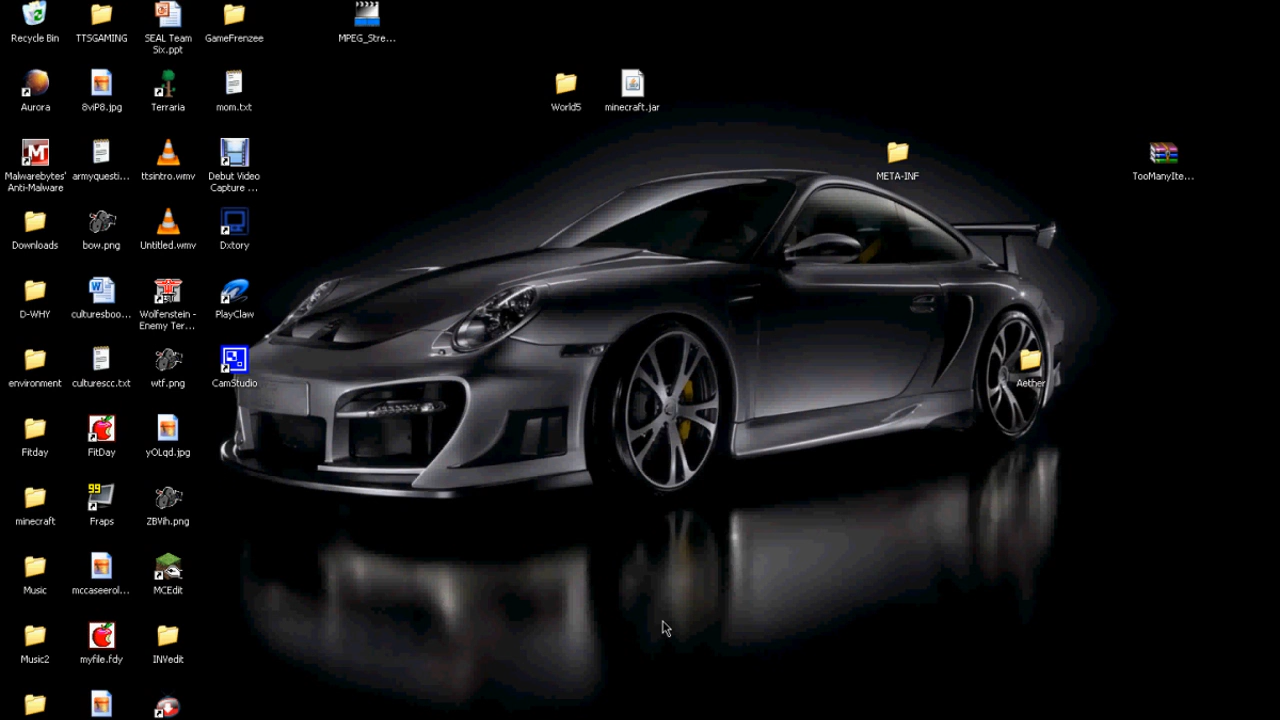 Recycle Bin
TTSGAMING
SEAL Team
Six.ppt
GameFrenzee
MPEG_Stre...
Aurora
8viP8.jpg
Terraria
mom.txt
World5
minecraft.jar
Malwarebytes'
Anti-Malware
armyquesti...
ttsintro.wmv
Debut Video
Capture ...
META-INF
TooManyIte...
Downloads
bow.png
Untitled.wmv
Dxtory
D-WHY
culturesboo...
Wolfenstein -
Enemy Ter...
PlayClaw
environment
culturescc.txt
wtf.png
CamStudio
Aether
Fitday
FitDay
yOLqd.jpg
minecraft
99
Fraps
ZBVih.png
Music
mccaseerol...
MCEdit
Music2
myfile.fdy
INVedit